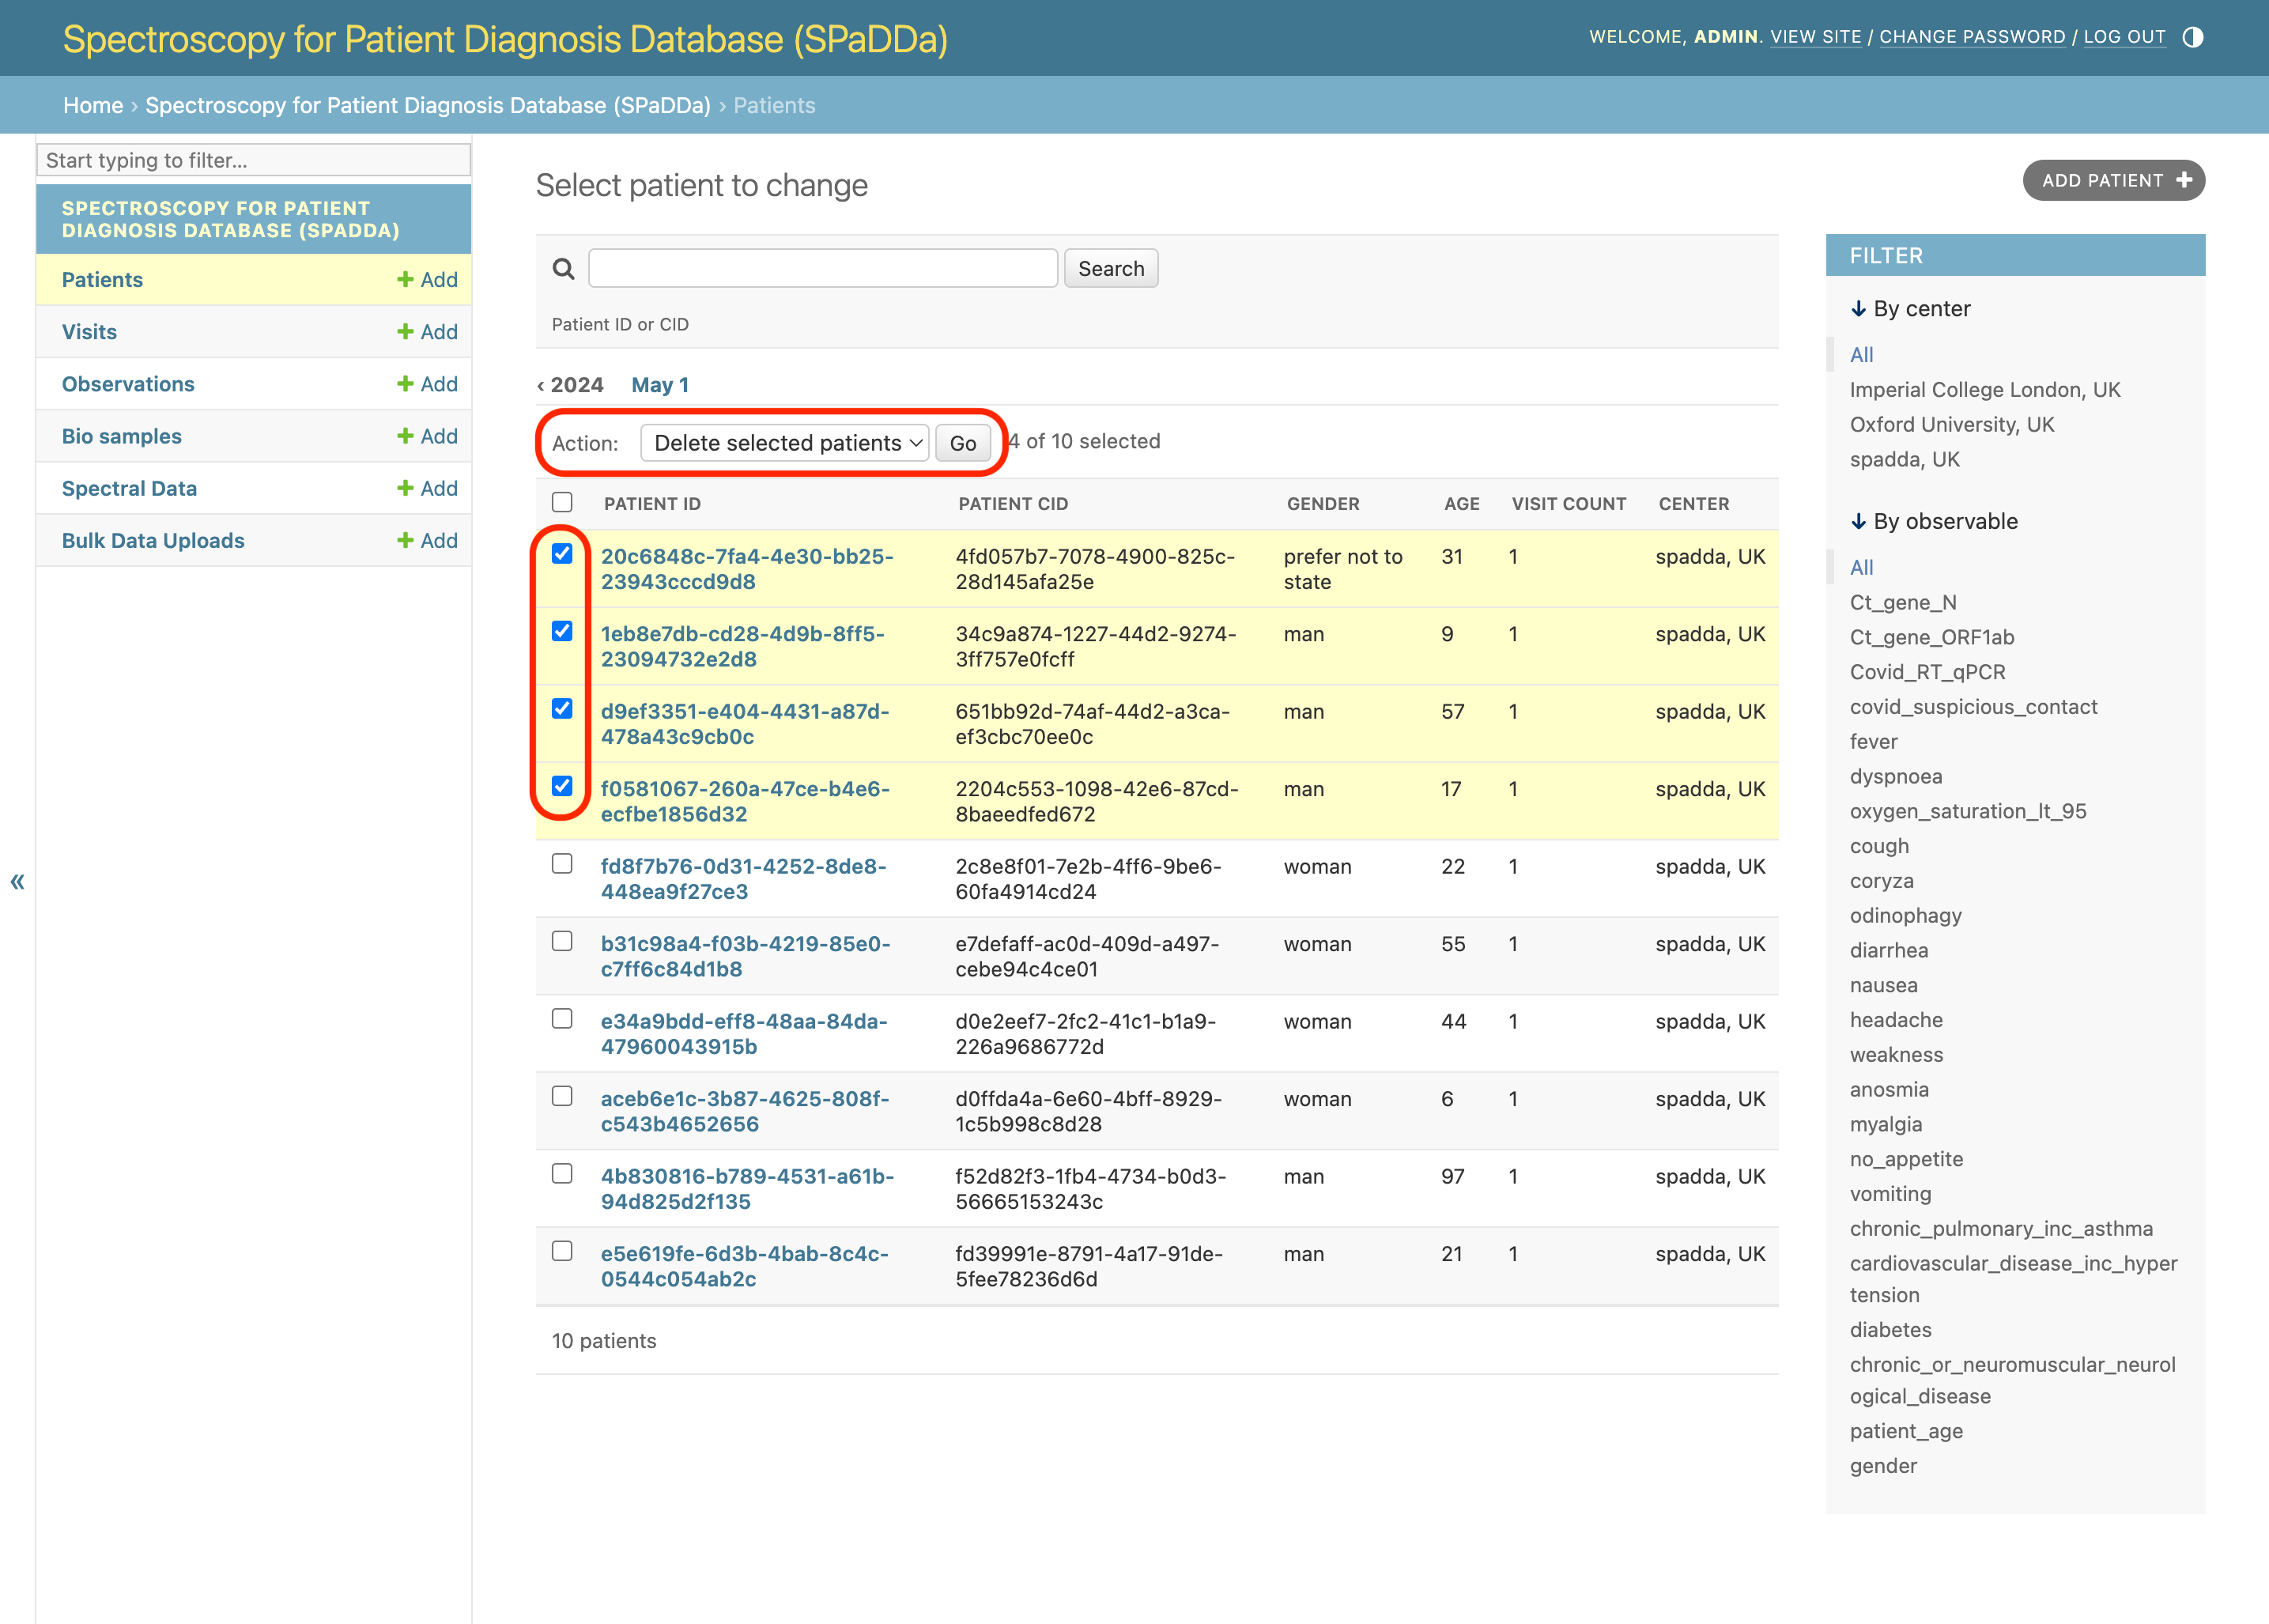 Spectroscopy for Patient Diagnosis Database (SPaDDa)
WELCOME, ADMIN. VIEW SITE / CHANGE PASSWORD / LOG OUT
Home › Spectroscopy for Patient Diagnosis Database (SPaDDa) › Patients
Start typing to filter...
SPECTROSCOPY FOR PATIENT
DIAGNOSIS DATABASE (SPADDA)
Patients + Add
Visits + Add
Observations + Add
Bio samples + Add
Spectral Data + Add
Bulk Data Uploads + Add
«
Select patient to change
ADD PATIENT +
Search
Patient ID or CID
‹ 2024 May 1
Action: Delete selected patients Go 4 of 10 selected
PATIENT ID PATIENT CID GENDER AGE VISIT COUNT CENTER
20c6848c-7fa4-4e30-bb25- 4fd057b7-7078-4900-825c- prefer not to 31 1 spadda, UK
23943cccd9d8 28d145afa25e state
1eb8e7db-cd28-4d9b-8ff5- 34c9a874-1227-44d2-9274- man 9 1 spadda, UK
23094732e2d8 3ff757e0fcff
d9ef3351-e404-4431-a87d- 651bb92d-74af-44d2-a3ca- man 57 1 spadda, UK
478a43c9cb0c ef3cbc70ee0c
f0581067-260a-47ce-b4e6- 2204c553-1098-42e6-87cd- man 17 1 spadda, UK
ecfbe1856d32 8baeedfed672
fd8f7b76-0d31-4252-8de8- 2c8e8f01-7e2b-4ff6-9be6- woman 22 1 spadda, UK
448ea9f27ce3 60fa4914cd24
b31c98a4-f03b-4219-85e0- e7defaff-ac0d-409d-a497- woman 55 1 spadda, UK
c7ff6c84d1b8 cebe94c4ce01
e34a9bdd-eff8-48aa-84da- d0e2eef7-2fc2-41c1-b1a9- woman 44 1 spadda, UK
47960043915b 226a9686772d
aceb6e1c-3b87-4625-808f- d0ffda4a-6e60-4bff-8929- woman 6 1 spadda, UK
c543b4652656 1c5b998c8d28
4b830816-b789-4531-a61b- f52d82f3-1fb4-4734-b0d3- man 97 1 spadda, UK
94d825d2f135 56665153243c
e5e619fe-6d3b-4bab-8c4c- fd39991e-8791-4a17-91de- man 21 1 spadda, UK
0544c054ab2c 5fee78236d6d
10 patients
FILTER
↓ By center
All
Imperial College London, UK
Oxford University, UK
spadda, UK
↓ By observable
All
Ct_gene_N
Ct_gene_ORF1ab
Covid_RT_qPCR
covid_suspicious_contact
fever
dyspnoea
oxygen_saturation_lt_95
cough
coryza
odinophagy
diarrhea
nausea
headache
weakness
anosmia
myalgia
no_appetite
vomiting
chronic_pulmonary_inc_asthma
cardiovascular_disease_inc_hyper
tension
diabetes
chronic_or_neuromuscular_neurol
ogical_disease
patient_age
gender